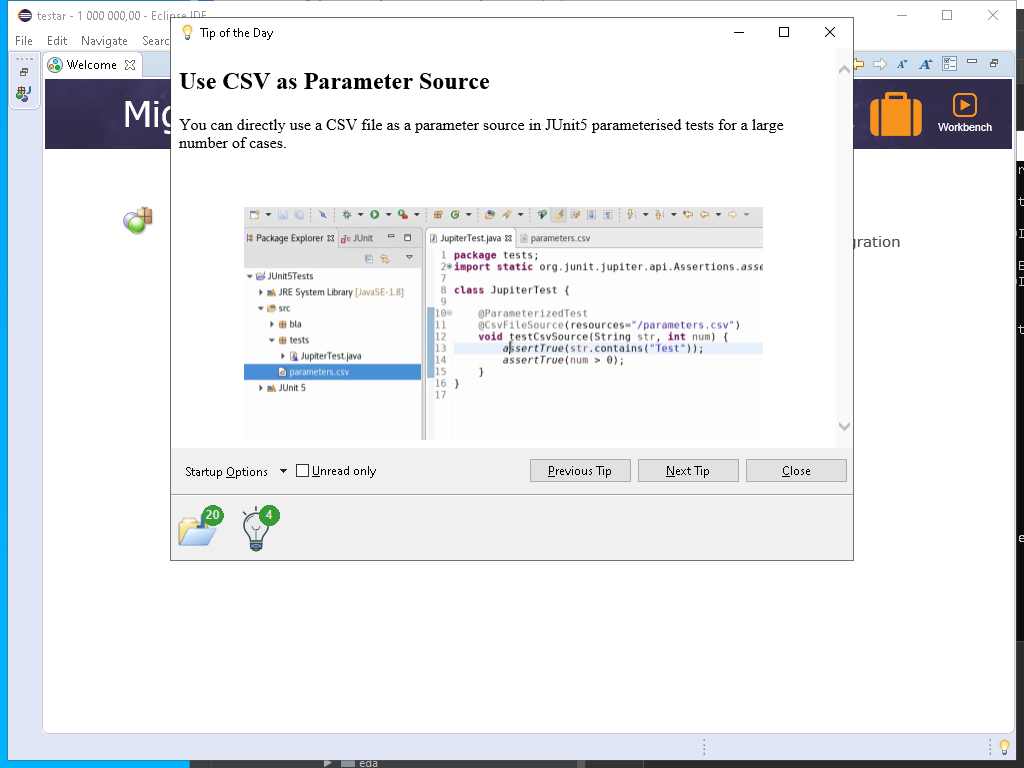 testar - 1 000 000,00 - Eclipse IDE
Tip of the Day
File Edit Navigate Searc
Welcome
Mig
Workbench
gration
Use CSV as Parameter Source
You can directly use a CSV file as a parameter source in JUnit5 parameterised tests for a large
number of cases.
Package Explorer
JUnit
JUnit5Tests
JRE System Library [JavaSE-1.8]
src
bla
tests
JupiterTest.java
parameters.csv
JUnit 5
JupiterTest.java
parameters.csv
1 package tests;
2 import static org.junit.jupiter.api.Assertions.asse
7
8 class JupiterTest {
9
10 @ParameterizedTest
11 @CsvFileSource(resources="/parameters.csv")
12 void testCsvSource(String str, int num) {
13 assertTrue(str.contains("Test"));
14 assertTrue(num > 0);
15 }
16 }
17
Startup Options
Unread only
Previous Tip
Next Tip
Close
20
4
eda